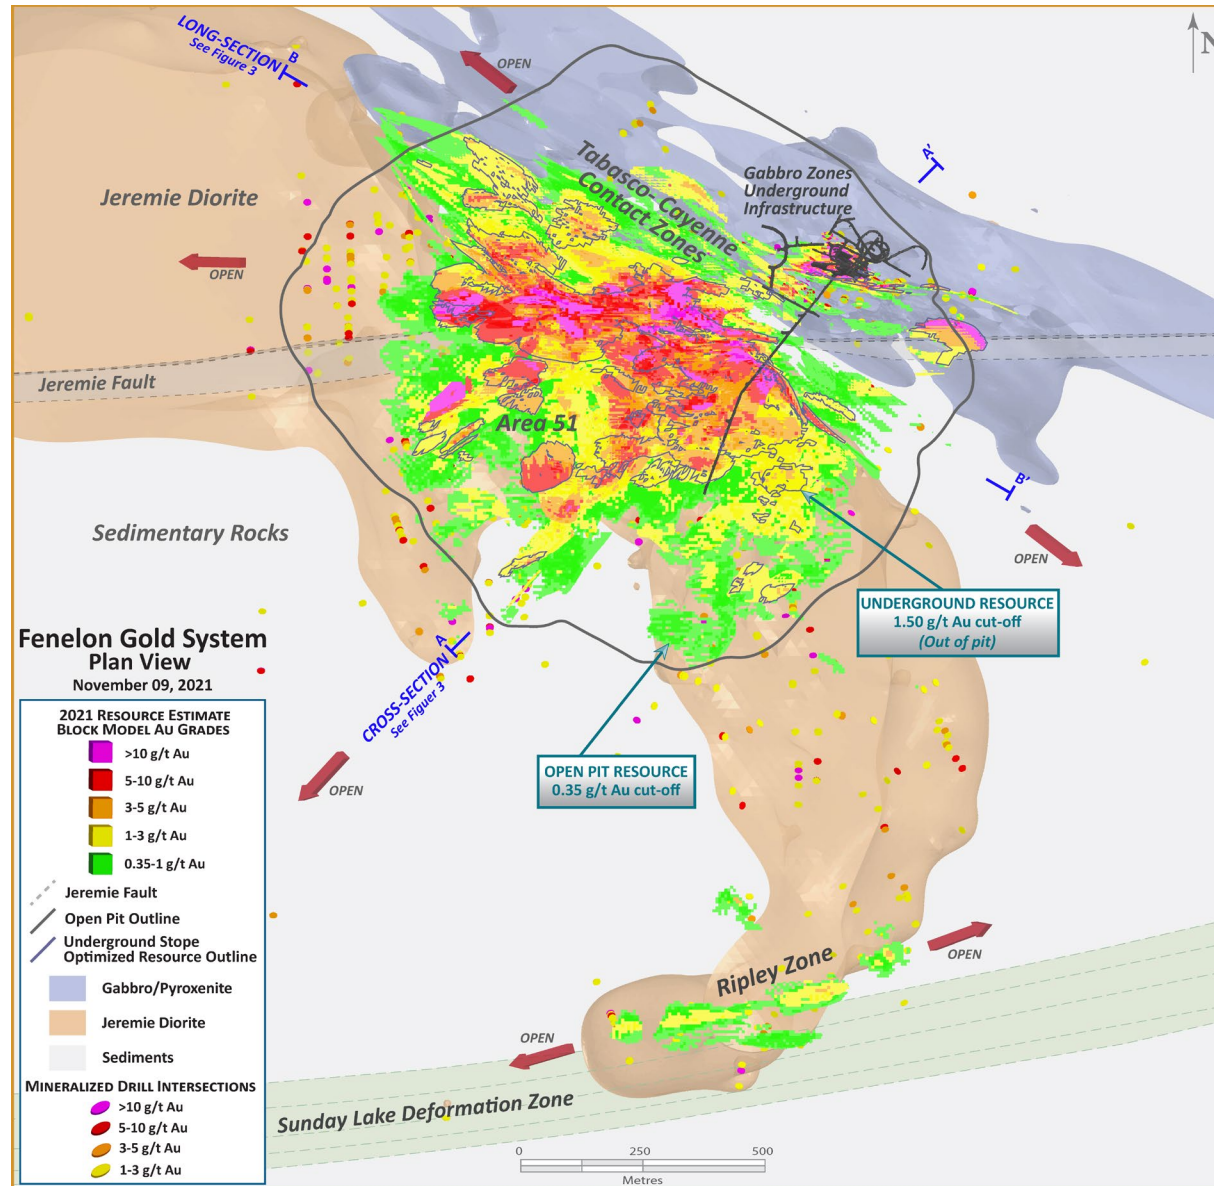 LONG-SECTION
See Figure 3
B
OPEN
N
A'
Tabasco-Cayenne
Contact Zones
Gabbro Zones
Underground
Infrastructure
Jeremie Diorite
OPEN
Jeremie Fault
Area 51
Sedimentary Rocks
B'
OPEN
UNDERGROUND RESOURCE
1.50 g/t Au cut-off
(Out of pit)
A
CROSS-SECTION
See Figuer 3
OPEN
OPEN PIT RESOURCE
0.35 g/t Au cut-off
Fenelon Gold System
Plan View
November 09, 2021
2021 RESOURCE ESTIMATE
BLOCK MODEL AU GRADES
>10 g/t Au
5-10 g/t Au
3-5 g/t Au
1-3 g/t Au
0.35-1 g/t Au
Jeremie Fault
Open Pit Outline
Underground Stope
Optimized Resource Outline
Gabbro/Pyroxenite
Jeremie Diorite
Sediments
MINERALIZED DRILL INTERSECTIONS
>10 g/t Au
5-10 g/t Au
3-5 g/t Au
1-3 g/t Au
Ripley Zone
OPEN
OPEN
Sunday Lake Deformation Zone
0 250 500
Metres